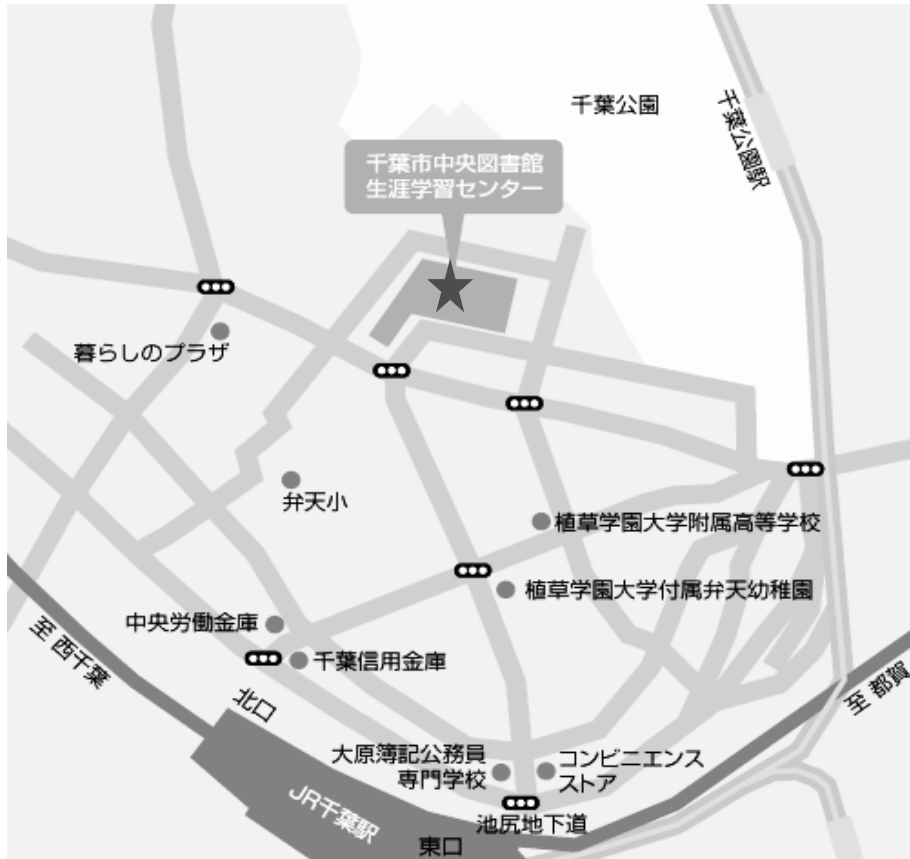 千葉公園
千葉公園駅
千葉市中央図書館
生涯学習センター
暮らしのプラザ
弁天小
植草学園大学附属高等学校
植草学園大学付属弁天幼稚園
中央労働金庫
千葉信用金庫
至 西千葉
至 都賀
北口
大原簿記公務員
専門学校
コンビニエンス
ストア
JR千葉駅
池尻地下道
東口